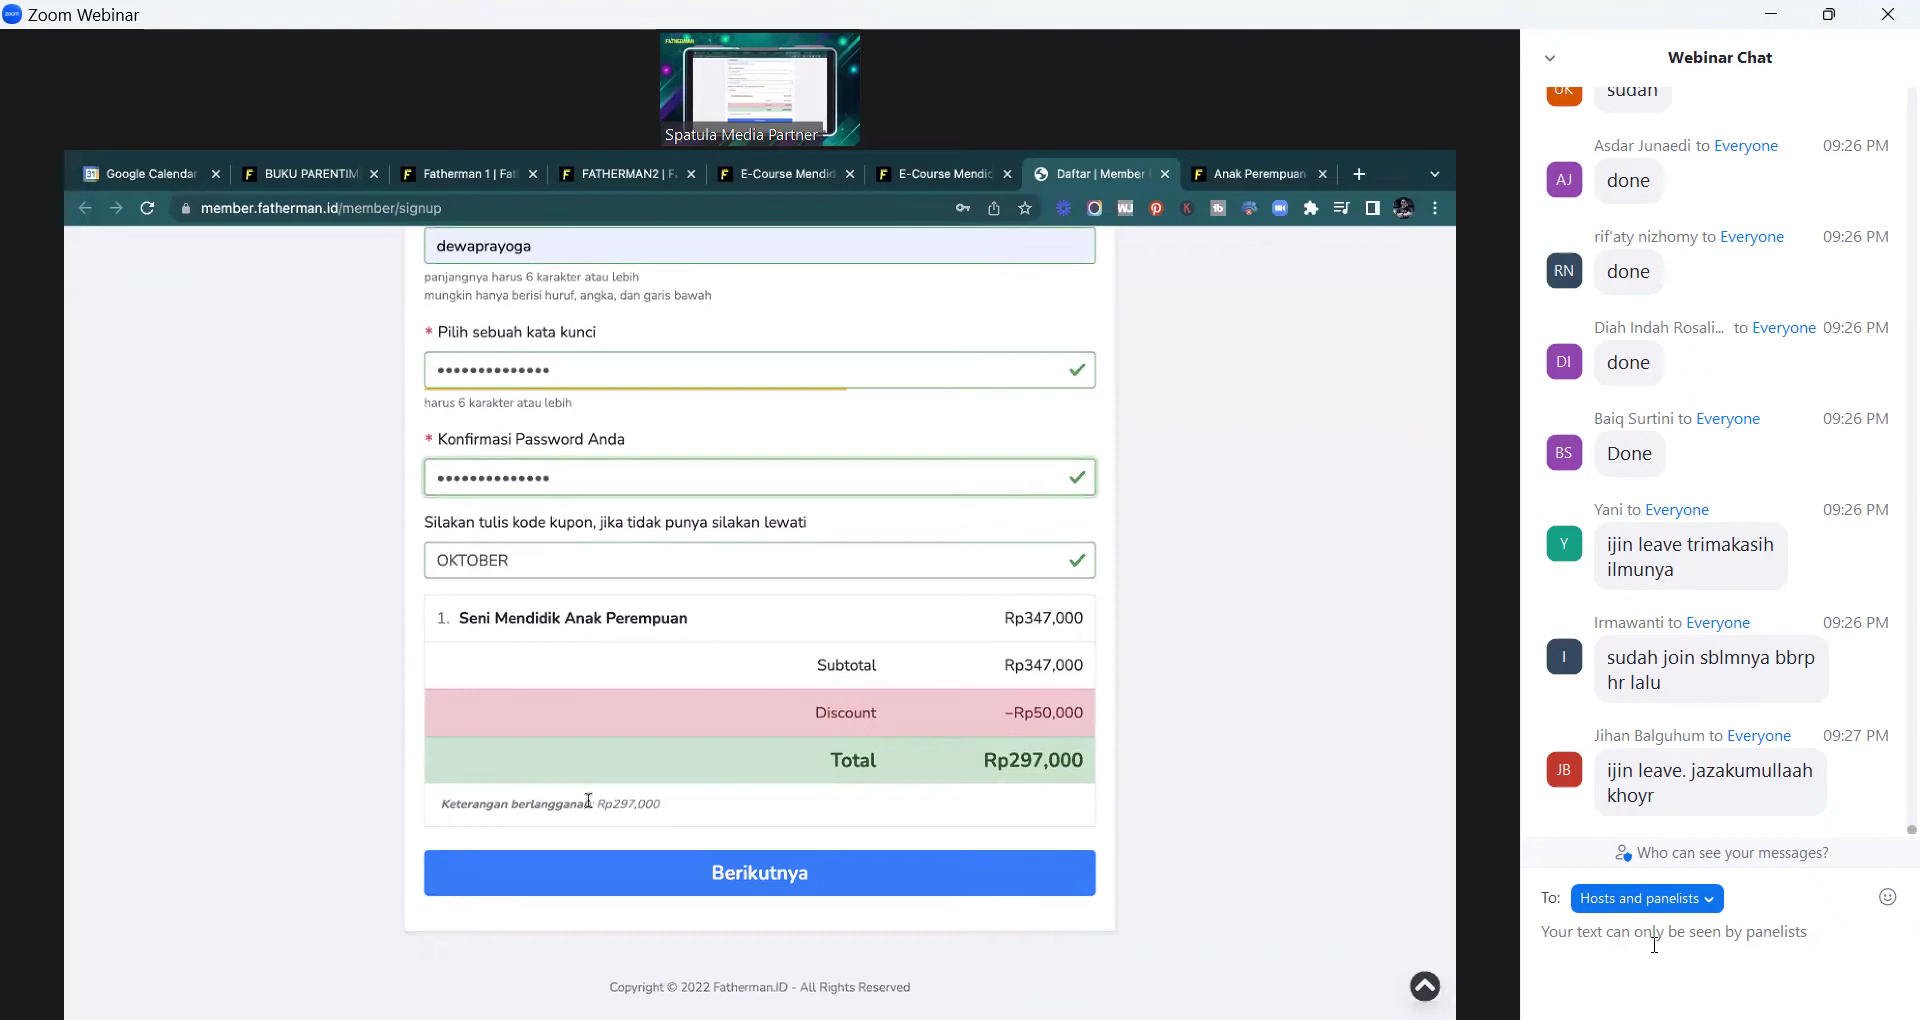 Zoom Webinar
FATHERMAN
Spatula Media Partner
Google Calendar
BUKU PARENTIM
Fatherman 1 | Fat
FATHERMAN2 | F
E-Course Mendid
E-Course Mendic
Daftar | Member
Anak Perempuan
member.fatherman.id/member/signup
dewaprayoga
panjangnya harus 6 karakter atau lebih
mungkin hanya berisi huruf, angka, dan garis bawah
* Pilih sebuah kata kunci
harus 6 karakter atau lebih
* Konfirmasi Password Anda
Silakan tulis kode kupon, jika tidak punya silakan lewati
OKTOBER
1. Seni Mendidik Anak Perempuan Rp347,000
Subtotal Rp347,000
Discount −Rp50,000
Total Rp297,000
Keterangan berlangganan: Rp297,000
Berikutnya
Copyright © 2022 Fatherman.ID - All Rights Reserved
Webinar Chat
UK
sudah
Asdar Junaedi to Everyone 09:26 PM
AJ
done
rif'aty nizhomy to Everyone 09:26 PM
RN
done
Diah Indah Rosali... to Everyone 09:26 PM
DI
done
Baiq Surtini to Everyone 09:26 PM
BS
Done
Yani to Everyone 09:26 PM
Y
ijin leave trimakasih
ilmunya
Irmawanti to Everyone 09:26 PM
I
sudah join sblmnya bbrp
hr lalu
Jihan Balguhum to Everyone 09:27 PM
JB
ijin leave. jazakumullaah
khoyr
Who can see your messages?
To: Hosts and panelists
Your text can only be seen by panelists